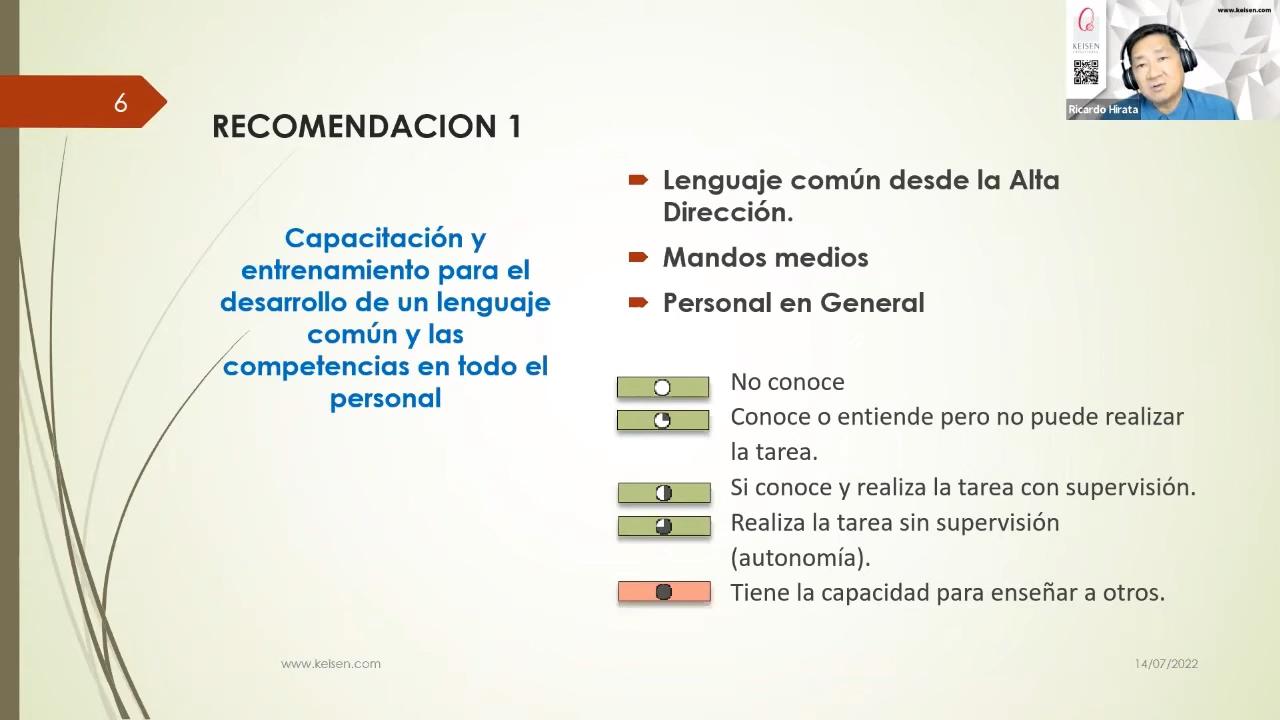 www.keisen.com
KEISEN
Ricardo Hirata
6
RECOMENDACION 1
Capacitación y
entrenamiento para el
desarrollo de un lenguaje
común y las
competencias en todo el
personal
Lenguaje común desde la Alta
Dirección.
Mandos medios
Personal en General
No conoce
Conoce o entiende pero no puede realizar
la tarea.
Si conoce y realiza la tarea con supervisión.
Realiza la tarea sin supervisión
(autonomía).
Tiene la capacidad para enseñar a otros.
www.keisen.com
14/07/2022